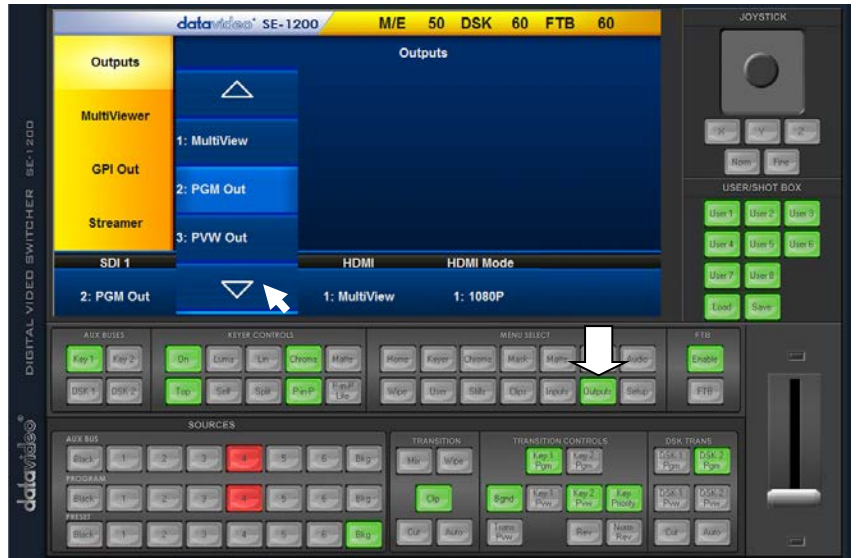 datavideo SE-1200 M/E 50 DSK 60 FTB 60
Outputs
MultiViewer
GPI Out
Streamer
Outputs
1: MultiView
2: PGM Out
3: PVW Out
SDI 1 HDMI HDMI Mode
2: PGM Out 1: MultiView 1: 1080P
DIGITAL VIDEO SWITCHER SE-1200
datavideo
JOYSTICK
X Y Z
Norm Fine
USER/SHOT BOX
User 1 User 2 User 3
User 4 User 5 User 6
User 7 User 8
Load Save
AUX BUSES
Key 1 Key 2
DSK 1 DSK 2
KEYER CONTROLS
On Luma Lin Chroma Matte
Top Self Split PinP PinP Lite
MENU SELECT
Home Keyer Chroma Mask Matte Audio
Wipe User Stills Clips Inputs Outputs Setup
FTB
Enable
FTB
SOURCES
AUX BUS
Black 1 2 3 4 5 6 Bkg
PROGRAM
Black 1 2 3 4 5 6 Bkg
PRESET
Black 1 2 3 4 5 6 Bkg
TRANSITION
Mix Wipe
Clip
Cut Auto
TRANSITION CONTROLS
Key 1 Pgm Key 2 Pgm
Bgnd Key 1 Pvw Key 2 Pvw Key Priority
Trans Pvw Rev Norm Rev
DSK TRANS
DSK 1 Pgm DSK 2 Pgm
DSK 1 Pvw DSK 2 Pvw
Cut Auto